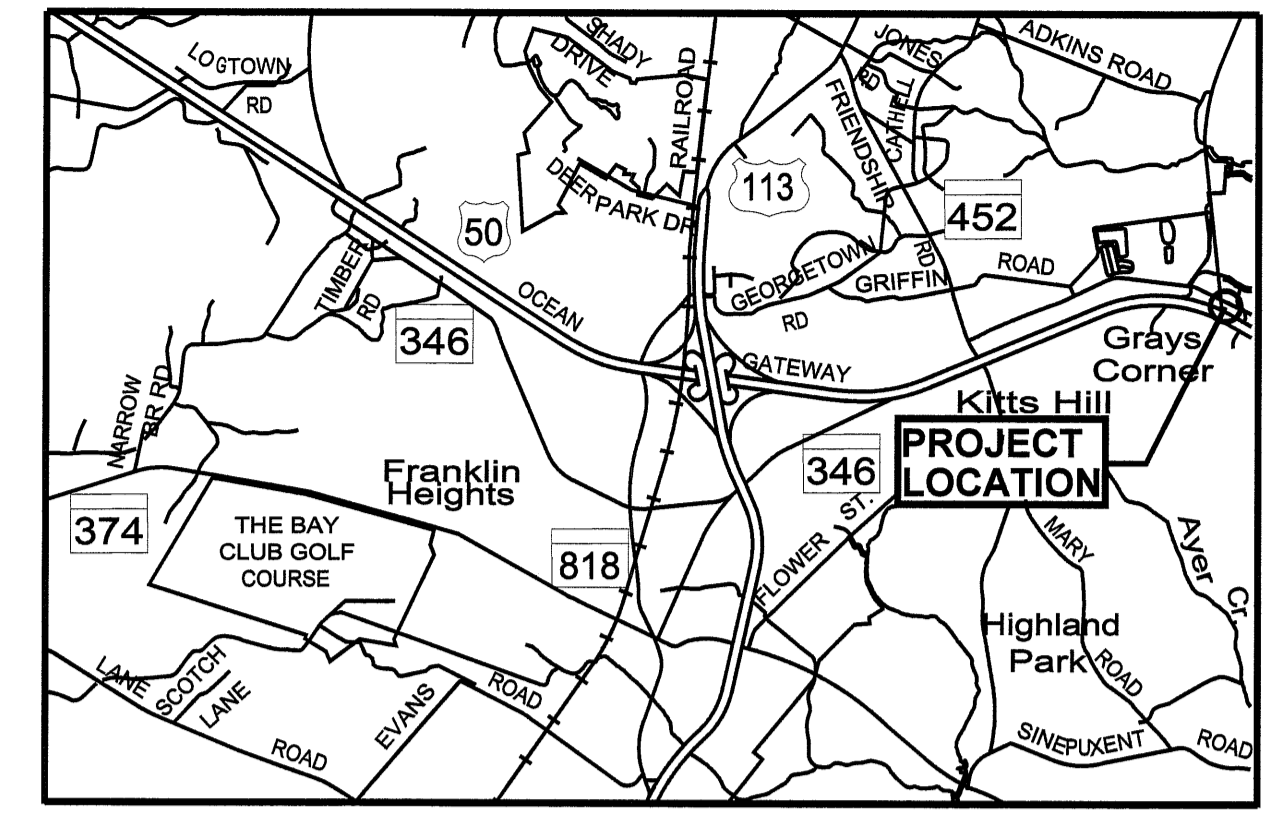 LOGTOWN
RD
SHADY
DRIVE
RAILROAD
JONES
RD
ADKINS ROAD
CATHELL
FRIENDSHIP
RD
DEER PARK DR
113
452
50
TIMBER
RD
OCEAN
GEORGETOWN
RD
GRIFFIN
ROAD
346
GATEWAY
Grays
Corner
Kitts Hill
NARROW
BR RD
Franklin
Heights
346
PROJECT
LOCATION
374
THE BAY
CLUB GOLF
COURSE
818
FLOWER ST.
MARY
ROAD
Ayer
Cr.
Highland
Park
LANE
SCOTCH
LANE
ROAD
EVANS
ROAD
SINEPUXENT
ROAD